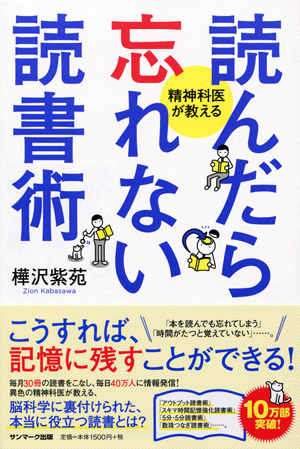 精神科医
が教える
読んだら
忘れない
読書術
樺沢紫苑
Zion Kabasawa
「本を読んでも忘れてしまう」
「時間がたつと覚えていない」……。
こうすれば、
記憶に残すことができる!
毎月30冊の読書をこなし、毎日40万人に情報発信!
異色の精神科医が教える、
脳科学に裏付けられた、
本当に役立つ読書とは?
「アウトプット読書術」
「スキマ時間記憶強化読書術」
「5分・5分読書術」
「数珠つなぎ読書術」……
10万部
突破!
サンマーク出版 定価=本体1500円+税